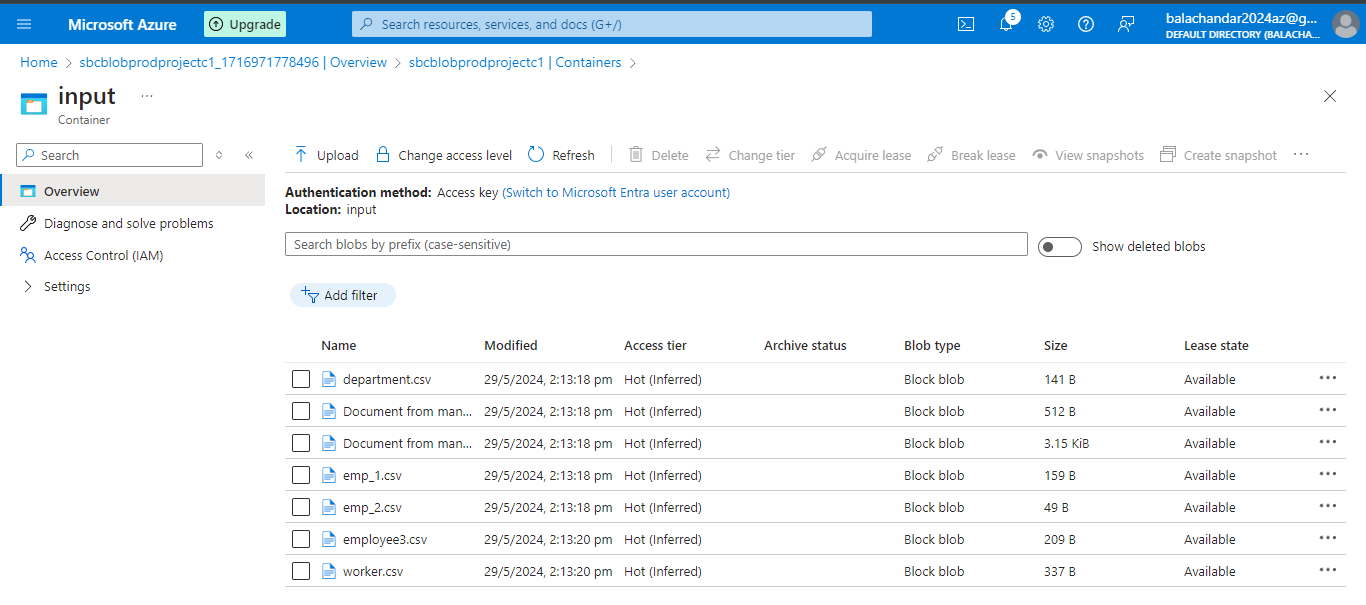 Microsoft Azure Upgrade Search resources, services, and docs (G+/) 5 balachandar2024az@g...
DEFAULT DIRECTORY (BALACHA...
Home > sbcblobprodprojectc1_1716971778496 | Overview > sbcblobprodprojectc1 | Containers >
input ...
Container
Search
Overview
Diagnose and solve problems
Access Control (IAM)
Settings
Upload Change access level Refresh Delete Change tier Acquire lease Break lease View snapshots Create snapshot ...
Authentication method: Access key (Switch to Microsoft Entra user account)
Location: input
Search blobs by prefix (case-sensitive) Show deleted blobs
Add filter
Name Modified Access tier Archive status Blob type Size Lease state
department.csv 29/5/2024, 2:13:18 pm Hot (Inferred) Block blob 141 B Available ...
Document from man... 29/5/2024, 2:13:18 pm Hot (Inferred) Block blob 512 B Available ...
Document from man... 29/5/2024, 2:13:18 pm Hot (Inferred) Block blob 3.15 KiB Available ...
emp_1.csv 29/5/2024, 2:13:18 pm Hot (Inferred) Block blob 159 B Available ...
emp_2.csv 29/5/2024, 2:13:18 pm Hot (Inferred) Block blob 49 B Available ...
employee3.csv 29/5/2024, 2:13:20 pm Hot (Inferred) Block blob 209 B Available ...
worker.csv 29/5/2024, 2:13:20 pm Hot (Inferred) Block blob 337 B Available ...